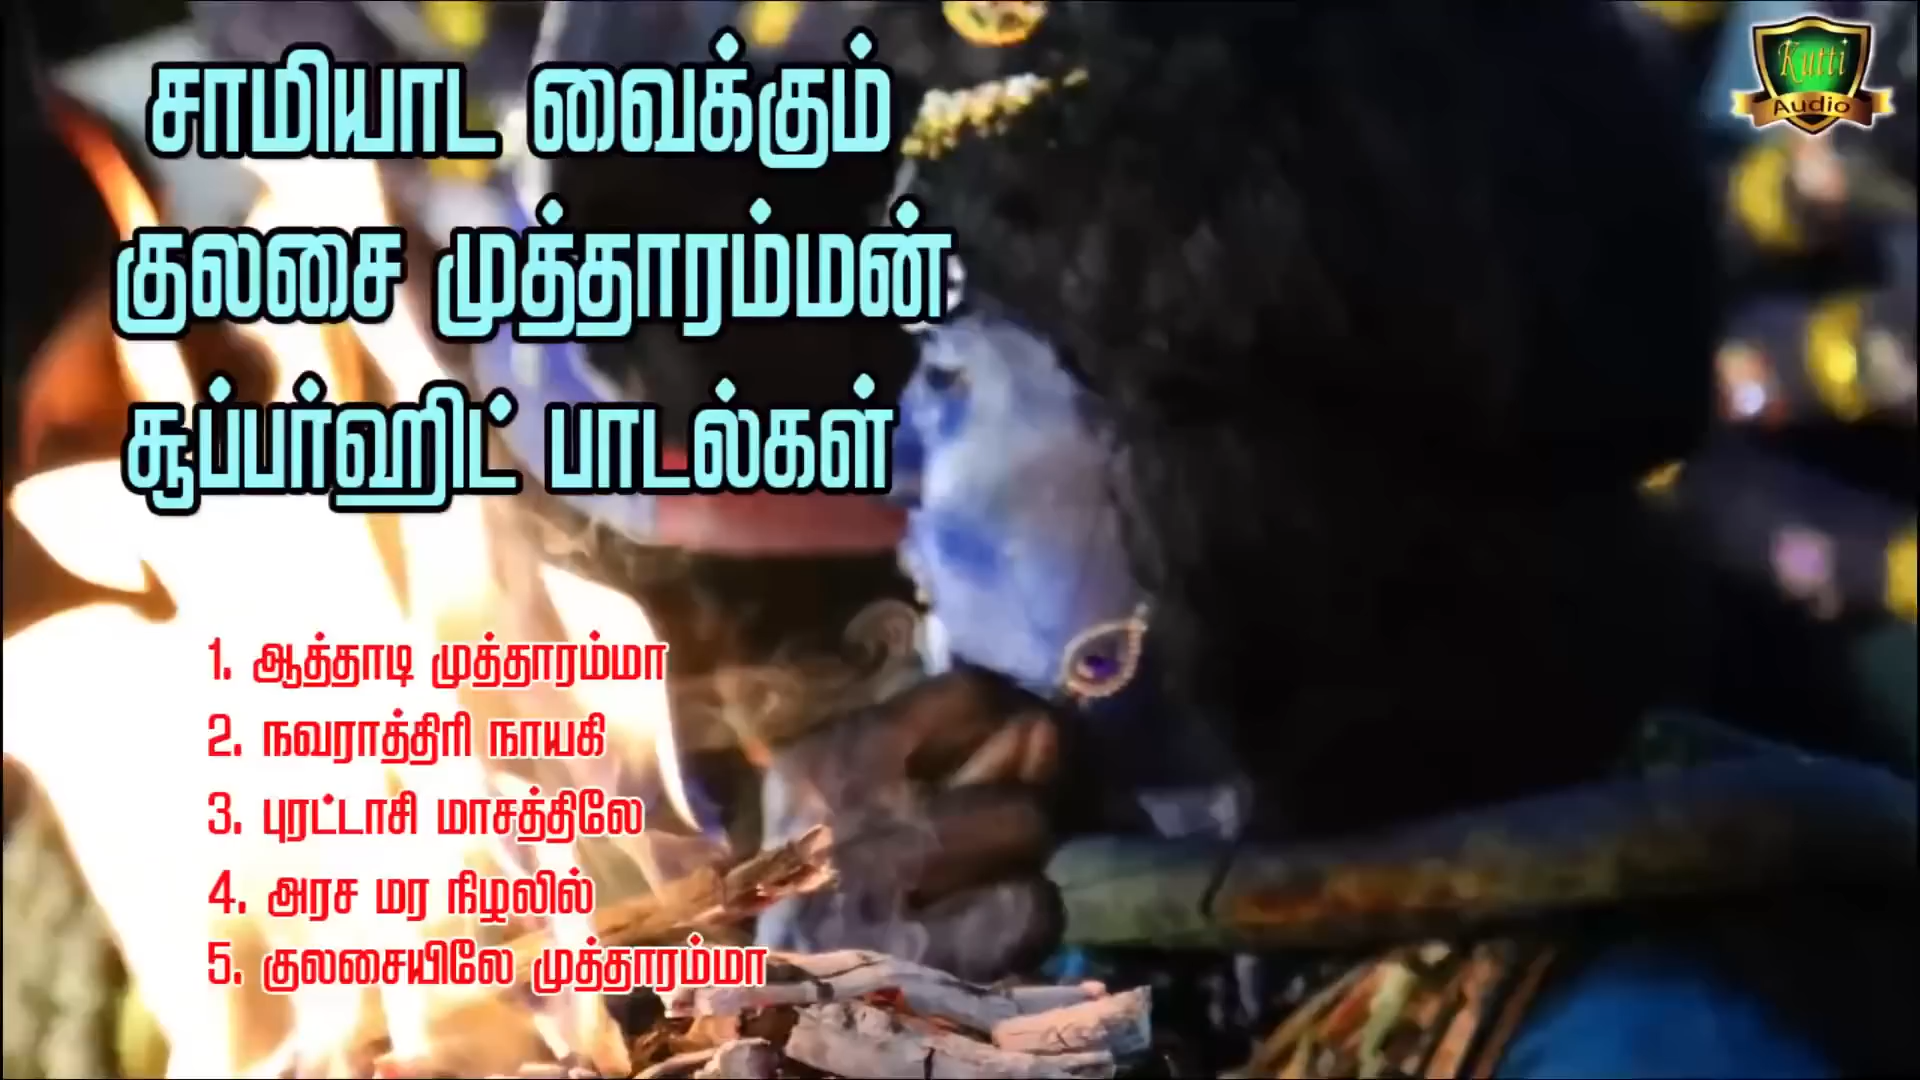 சாமியாட வைக்கும்
குலசை முத்தாரம்மன்
சூப்பர்ஹிட் பாடல்கள்
Kutti
Audio
1. ஆத்தாடி முத்தாரம்மா
2. நவராத்திரி நாயகி
3. புரட்டாசி மாசத்திலே
4. அரச மர நிழலில்
5. குலசையிலே முத்தாரம்மா